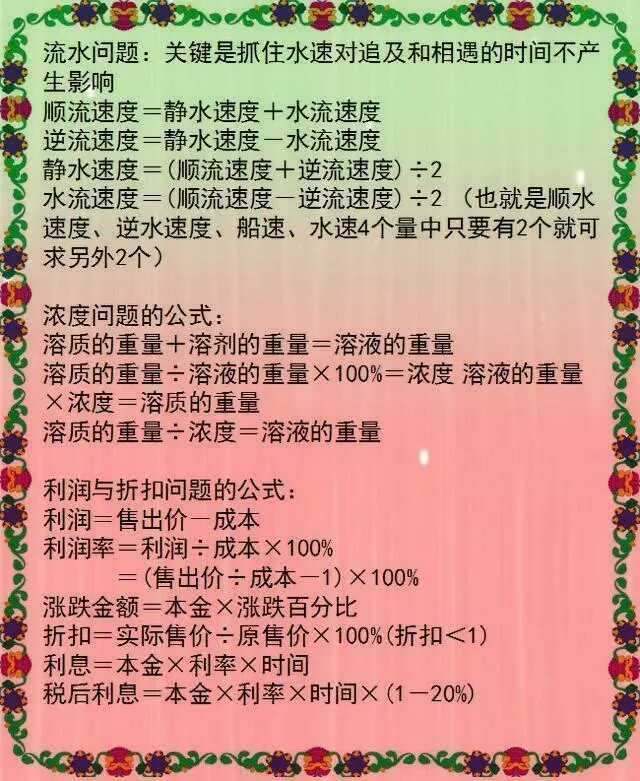 流水问题：关键是抓住水速对追及和相遇的时间不产
生影响
顺流速度＝静水速度＋水流速度
逆流速度＝静水速度－水流速度
静水速度＝(顺流速度＋逆流速度)÷2
水流速度＝(顺流速度－逆流速度)÷2 （也就是顺水
速度、逆水速度、船速、水速4个量中只要有2个就可
求另外2个）
浓度问题的公式：
溶质的重量＋溶剂的重量＝溶液的重量
溶质的重量÷溶液的重量×100%＝浓度 溶液的重量
×浓度＝溶质的重量
溶质的重量÷浓度＝溶液的重量
利润与折扣问题的公式：
利润＝售出价－成本
利润率＝利润÷成本×100%
＝(售出价÷成本－1)×100%
涨跌金额＝本金×涨跌百分比
折扣＝实际售价÷原售价×100%(折扣＜1)
利息＝本金×利率×时间
税后利息＝本金×利率×时间×(1－20%)